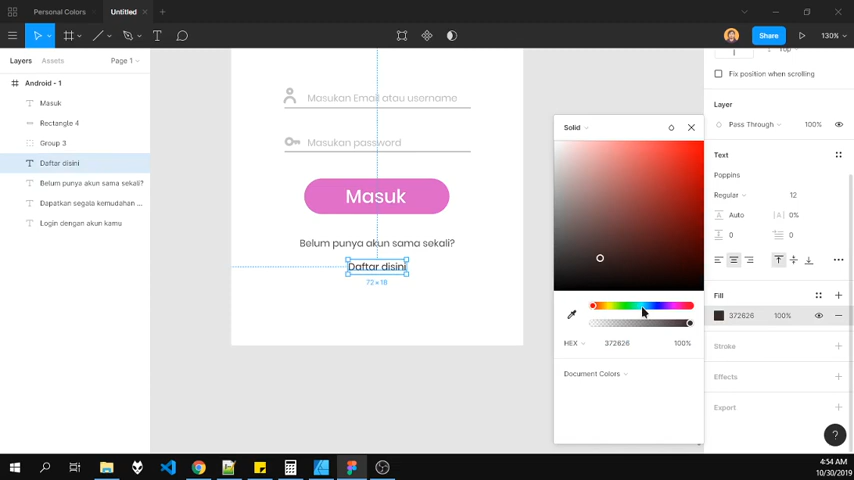 Personal Colors
Untitled
Share
130%
Layers
Assets
Page 1
Android - 1
Masuk
Rectangle 4
Group 3
Daftar disini
Belum punya akun sama sekali?
Dapatkan segala kemudahan ...
Login dengan akun kamu
Masukan Email atau username
Masukan password
Masuk
Belum punya akun sama sekali?
Daftar disini
72 × 18
Solid
HEX
372626
100%
Document Colors
Top
Fix position when scrolling
Layer
Pass Through
100%
Text
Poppins
Regular
12
Auto
0%
0
0
Fill
372626
100%
Stroke
Effects
Export
?
4:54 AM
10/30/2019